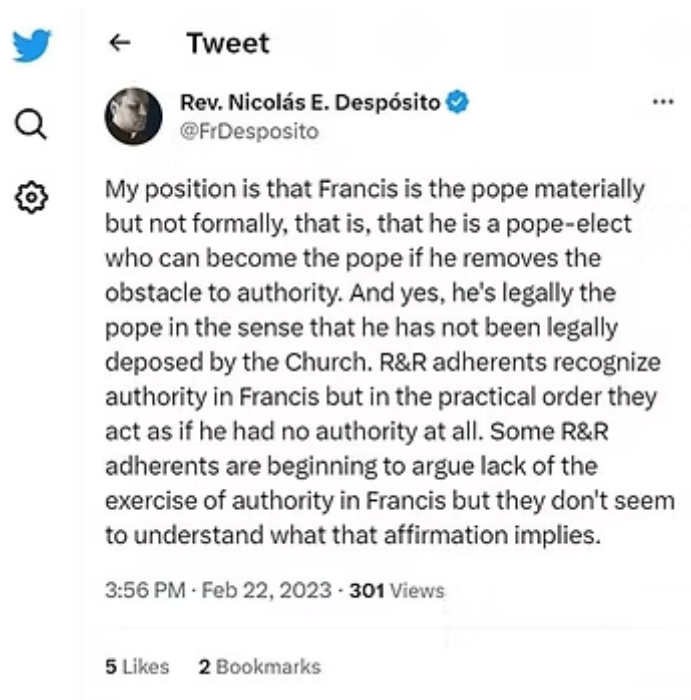 Tweet
Rev. Nicolás E. Despósito
@FrDesposito
My position is that Francis is the pope materially
but not formally, that is, that he is a pope-elect
who can become the pope if he removes the
obstacle to authority. And yes, he's legally the
pope in the sense that he has not been legally
deposed by the Church. R&R adherents recognize
authority in Francis but in the practical order they
act as if he had no authority at all. Some R&R
adherents are beginning to argue lack of the
exercise of authority in Francis but they don't seem
to understand what that affirmation implies.
3:56 PM · Feb 22, 2023 · 301 Views
5 Likes 2 Bookmarks